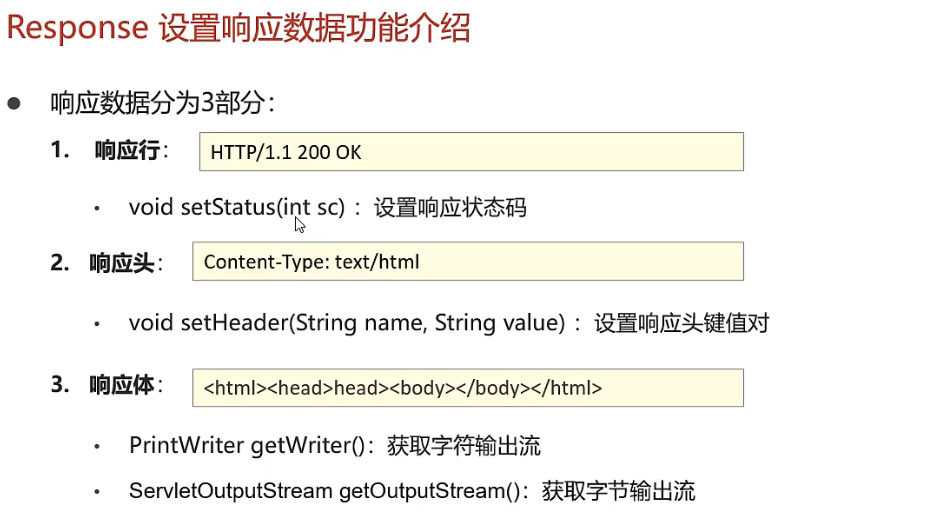 Response 设置响应数据功能介绍
● 响应数据分为3部分：
1. 响应行： HTTP/1.1 200 OK
• void setStatus(int sc) ：设置响应状态码
2. 响应头： Content-Type: text/html
• void setHeader(String name, String value) ：设置响应头键值对
3. 响应体： <html><head>head><body></body></html>
• PrintWriter getWriter()：获取字符输出流
• ServletOutputStream getOutputStream()：获取字节输出流